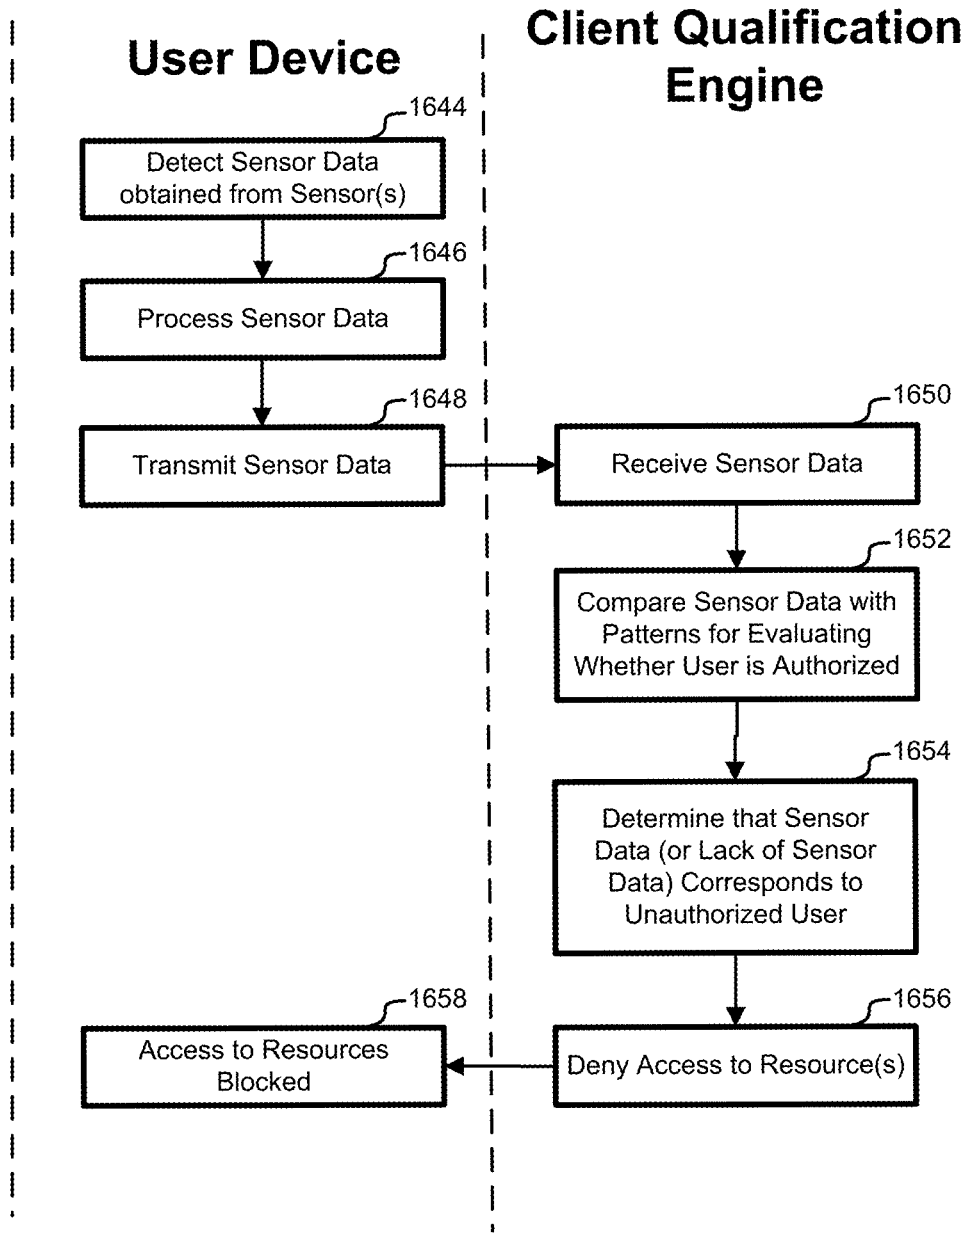 User Device
Client Qualification
Engine
1644
Detect Sensor Data
obtained from Sensor(s)
1646
Process Sensor Data
1648
Transmit Sensor Data
1650
Receive Sensor Data
1652
Compare Sensor Data with
Patterns for Evaluating
Whether User is Authorized
1654
Determine that Sensor
Data (or Lack of Sensor
Data) Corresponds to
Unauthorized User
1656
Deny Access to Resource(s)
1658
Access to Resources
Blocked